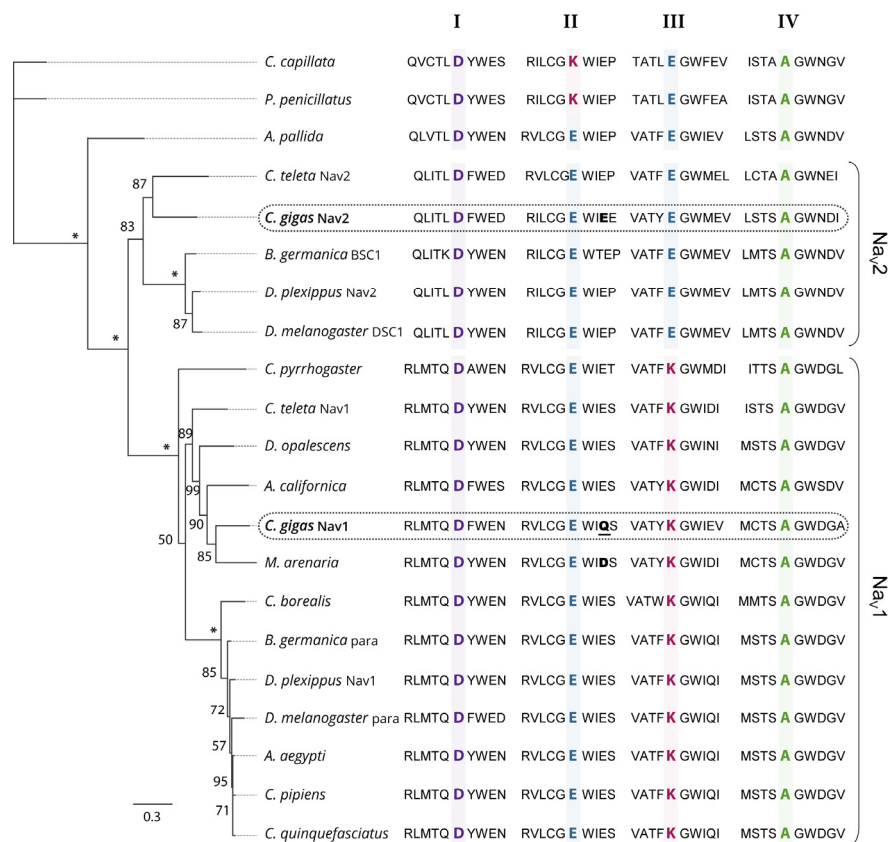 I II III IV
C. capillata QVCTL D YWES RILCG K WIEP TATL E GWFEV ISTA A GWNGV
P. penicillatus QVCTL D YWES RILCG K WIEP TATL E GWFEA ISTA A GWNGV
A. pallida QLVTL D YWEN RVLCG E WIEP VATF E GWIEV LSTS A GWNDV
87 C. teleta Nav2 QLITL D FWED RVLCG E WIEP VATF E GWMEL LCTA A GWNEI
83 C. gigas Nav2 QLITL D FWED RILCG E WIEE VATY E GWMEV LSTS A GWNDI
* B. germanica BSC1 QLITK D YWEN RILCG E WTEP VATF E GWMEV LMTS A GWNDV
* D. plexippus Nav2 QLITL D YWEN RILCG E WIEP VATF E GWMEV LMTS A GWNDV
87 D. melanogaster DSC1 QLITL D YWEN RILCG E WIEP VATF E GWMEV LMTS A GWNDV
Nav2
* C. pyrrhogaster RLMTQ D AWEN RVLCG E WIET VATF K GWMDI ITTS A GWDGL
C. teleta Nav1 RLMTQ D YWEN RVLCG E WIES VATF K GWIDI ISTS A GWDGV
89 * D. opalescens RLMTQ D YWEN RVLCG E WIES VATF K GWINI MSTS A GWDGV
99 A. californica RLMTQ D FWES RVLCG E WIES VATY K GWIDI MCTS A GWSDV
90 C. gigas Nav1 RLMTQ D FWEN RVLCG E WIQS VATY K GWIEV MCTS A GWDGA
50 85 M. arenaria RLMTQ D YWEN RVLCG E WIDS VATY K GWIDI MCTS A GWDGV
C. borealis RLMTQ D YWEN RVLCG E WIES VATW K GWIQI MMTS A GWDGV
* B. germanica para RLMTQ D YWEN RVLCG E WIES VATF K GWIQI MSTS A GWDGV
85 D. plexippus Nav1 RLMTQ D YWEN RVLCG E WIES VATF K GWIQI MSTS A GWDGV
72 D. melanogaster para RLMTQ D FWED RVLCG E WIES VATF K GWIQI MSTS A GWDGV
57 A. aegypti RLMTQ D YWEN RVLCG E WIES VATF K GWIQI MSTS A GWDGV
95 C. pipiens RLMTQ D YWEN RVLCG E WIES VATF K GWIQI MSTS A GWDGV
71 C. quinquefasciatus RLMTQ D YWEN RVLCG E WIES VATF K GWIQI MSTS A GWDGV
Nav1
0.3